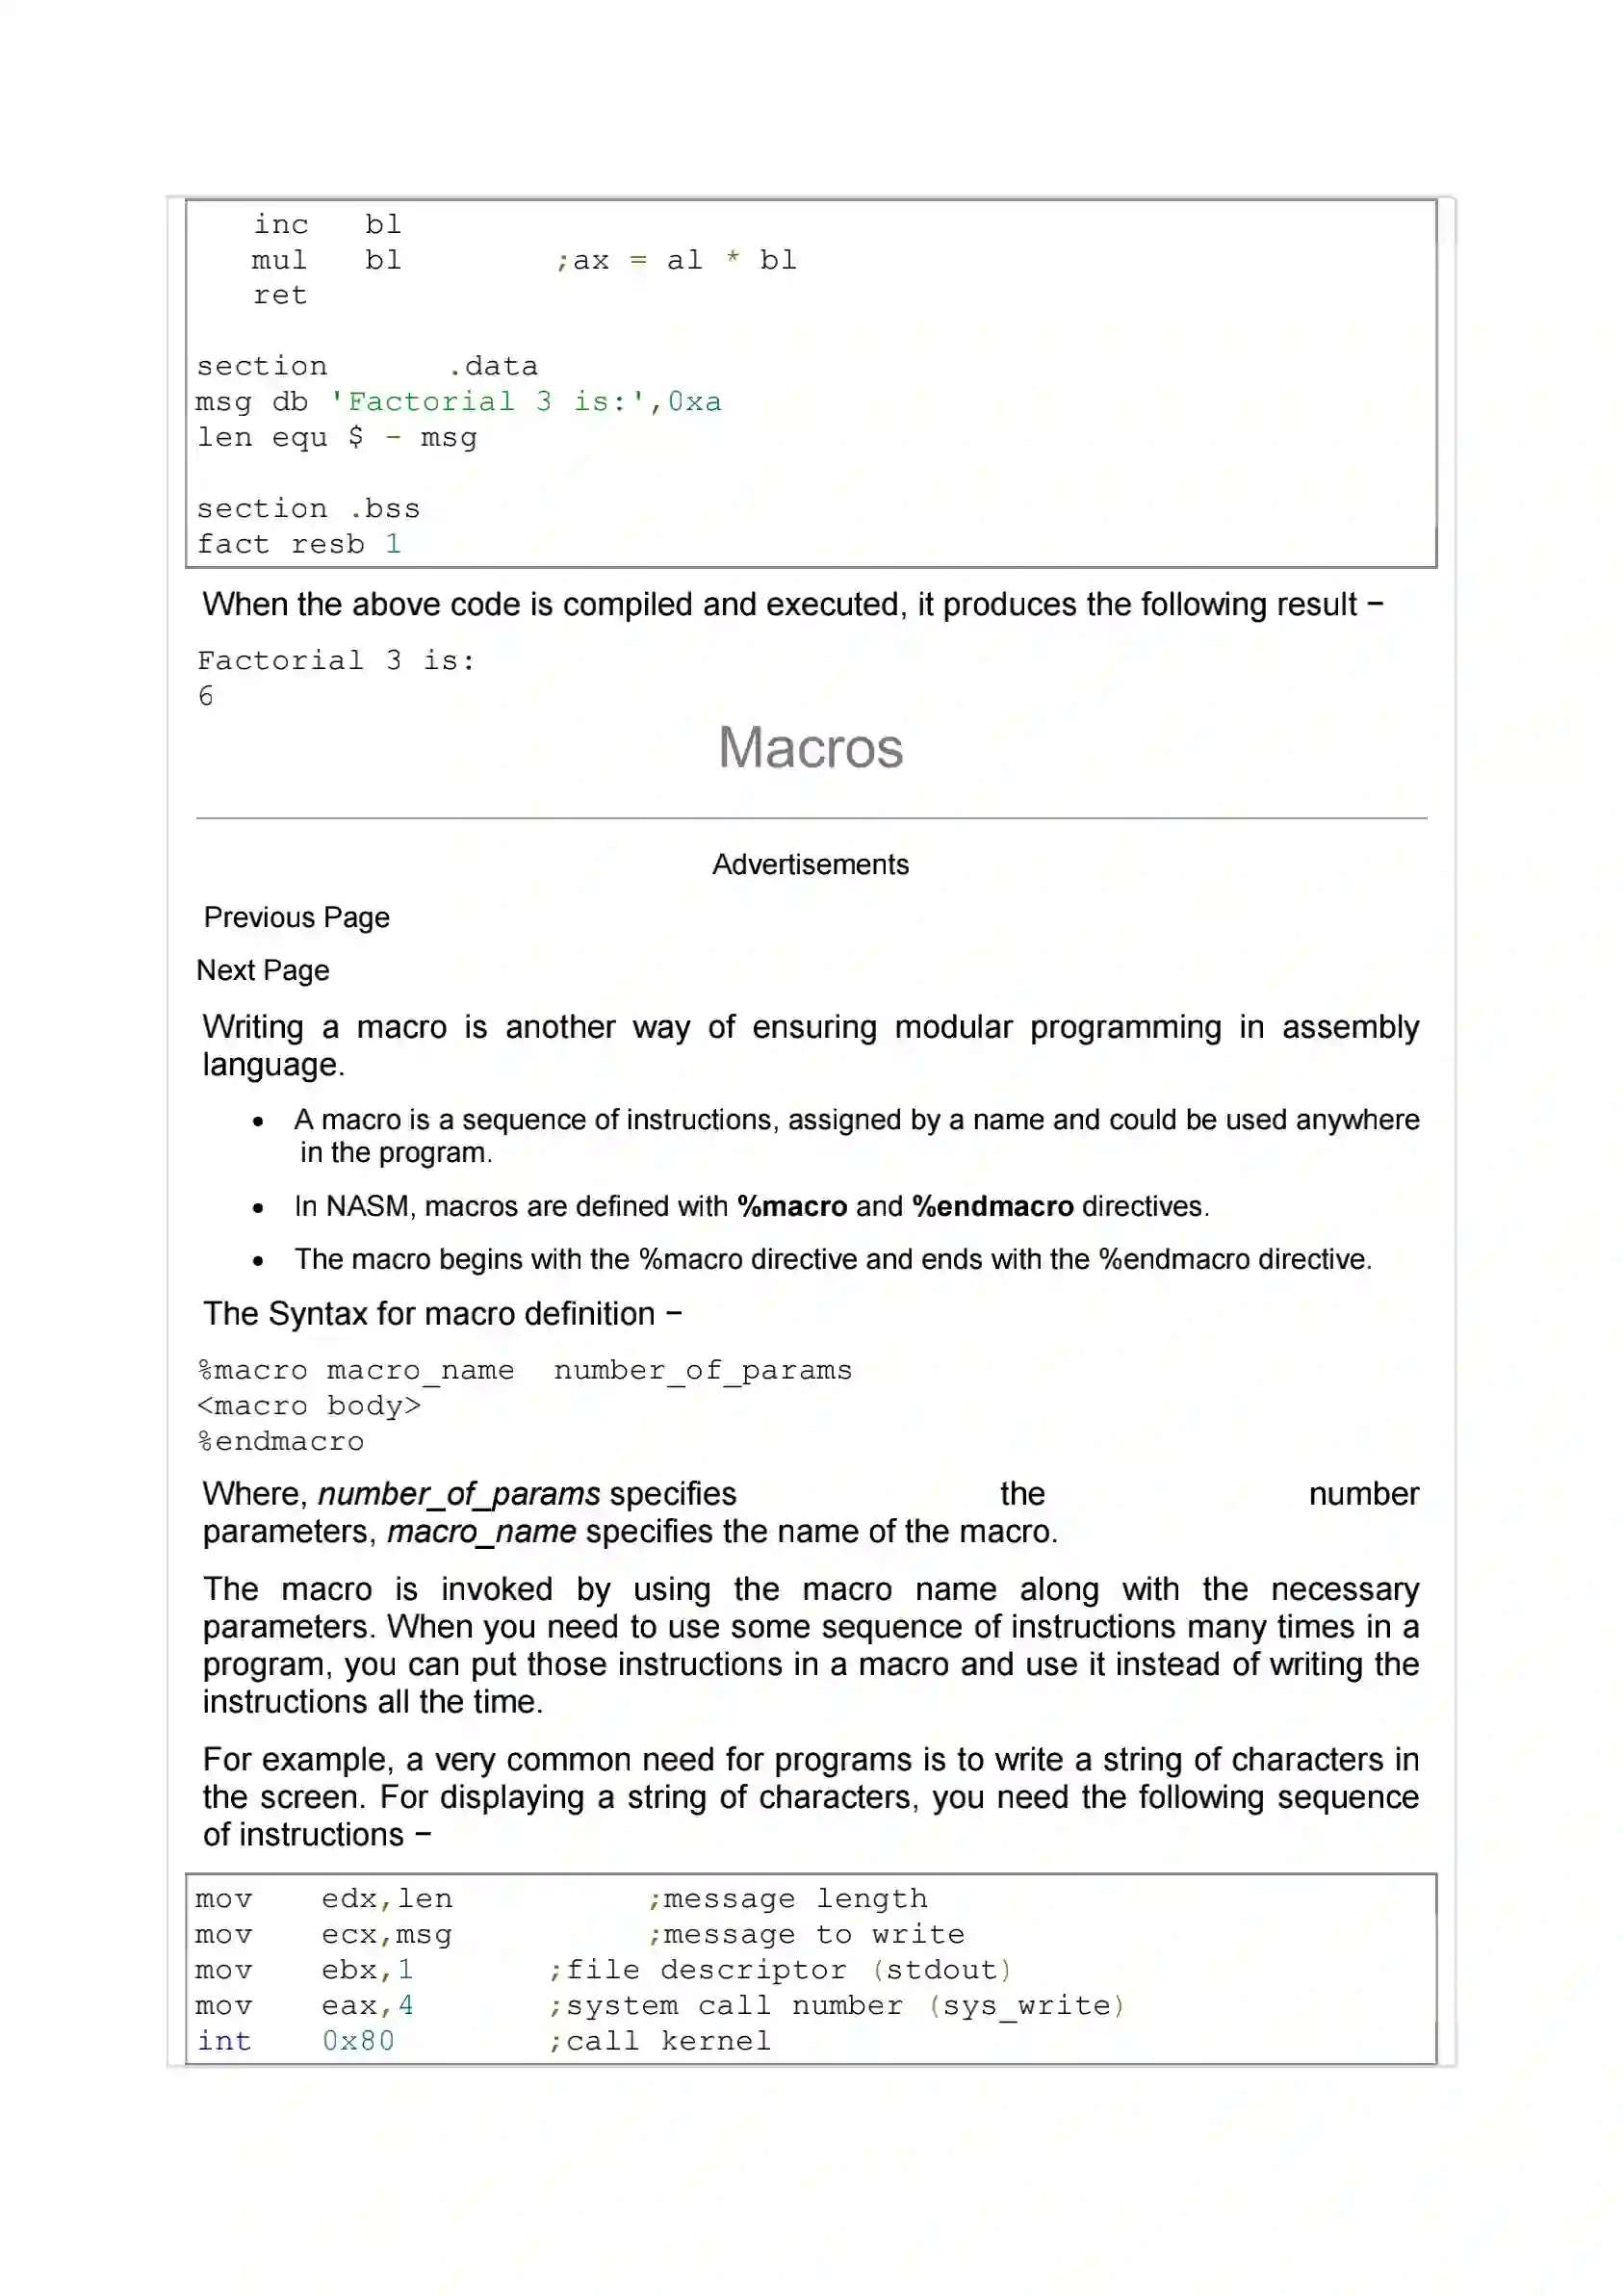 inc   bl
mul   bl        ;ax = al * bl
ret
section      .data
msg db 'Factorial 3 is:',0xa
len equ $ - msg
section .bss
fact resb 1
When the above code is compiled and executed, it produces the following result −
Factorial 3 is:
6
Macros
Advertisements
Previous Page
Next Page
Writing a macro is another way of ensuring modular programming in assembly
language.
• A macro is a sequence of instructions, assigned by a name and could be used anywhere
in the program.
• In NASM, macros are defined with %macro and %endmacro directives.
• The macro begins with the %macro directive and ends with the %endmacro directive.
The Syntax for macro definition −
%macro macro_name  number_of_params
<macro body>
%endmacro
Where, number_of_params specifies the number
parameters, macro_name specifies the name of the macro.
The macro is invoked by using the macro name along with the necessary
parameters. When you need to use some sequence of instructions many times in a
program, you can put those instructions in a macro and use it instead of writing the
instructions all the time.
For example, a very common need for programs is to write a string of characters in
the screen. For displaying a string of characters, you need the following sequence
of instructions −
mov    edx,len          ;message length
mov    ecx,msg          ;message to write
mov    ebx,1       ;file descriptor (stdout)
mov    eax,4       ;system call number (sys_write)
int    0x80        ;call kernel